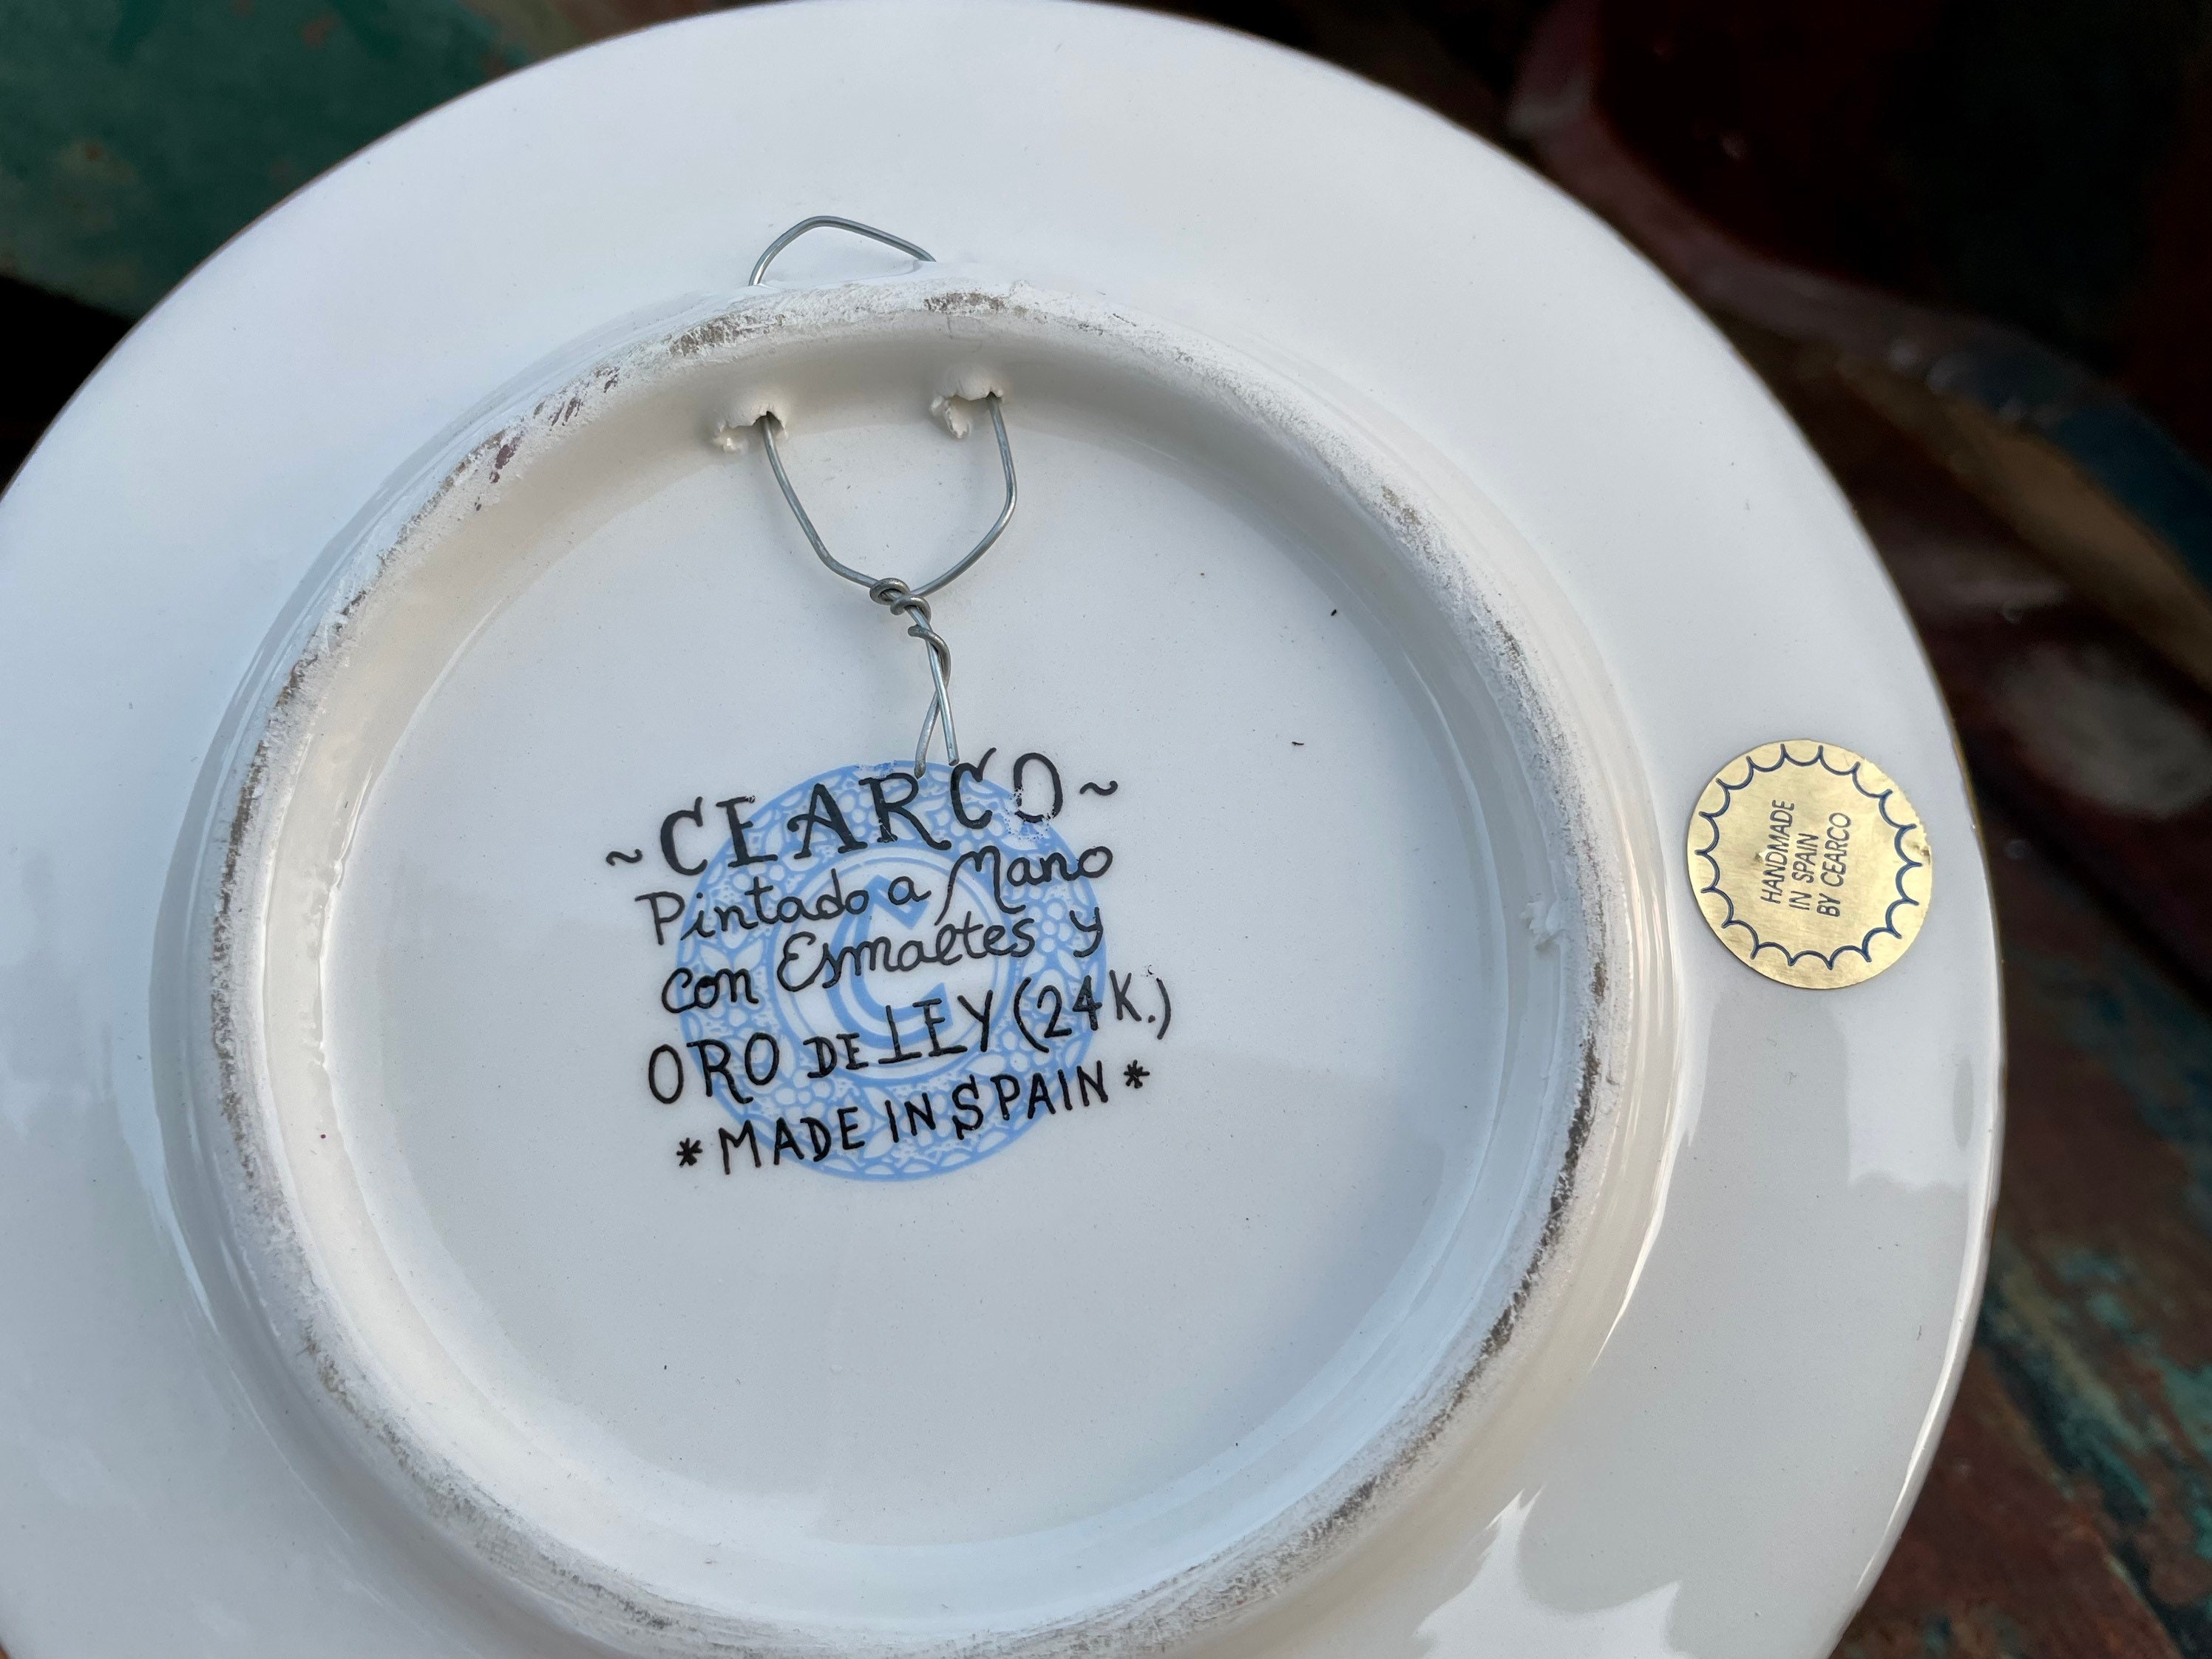 ~CEARCO~
Pintado a Mano
con Esmaltes y
ORO DE LEY (24K.)
*MADE IN SPAIN*
C
HANDMADE
IN SPAIN
BY CEARCO